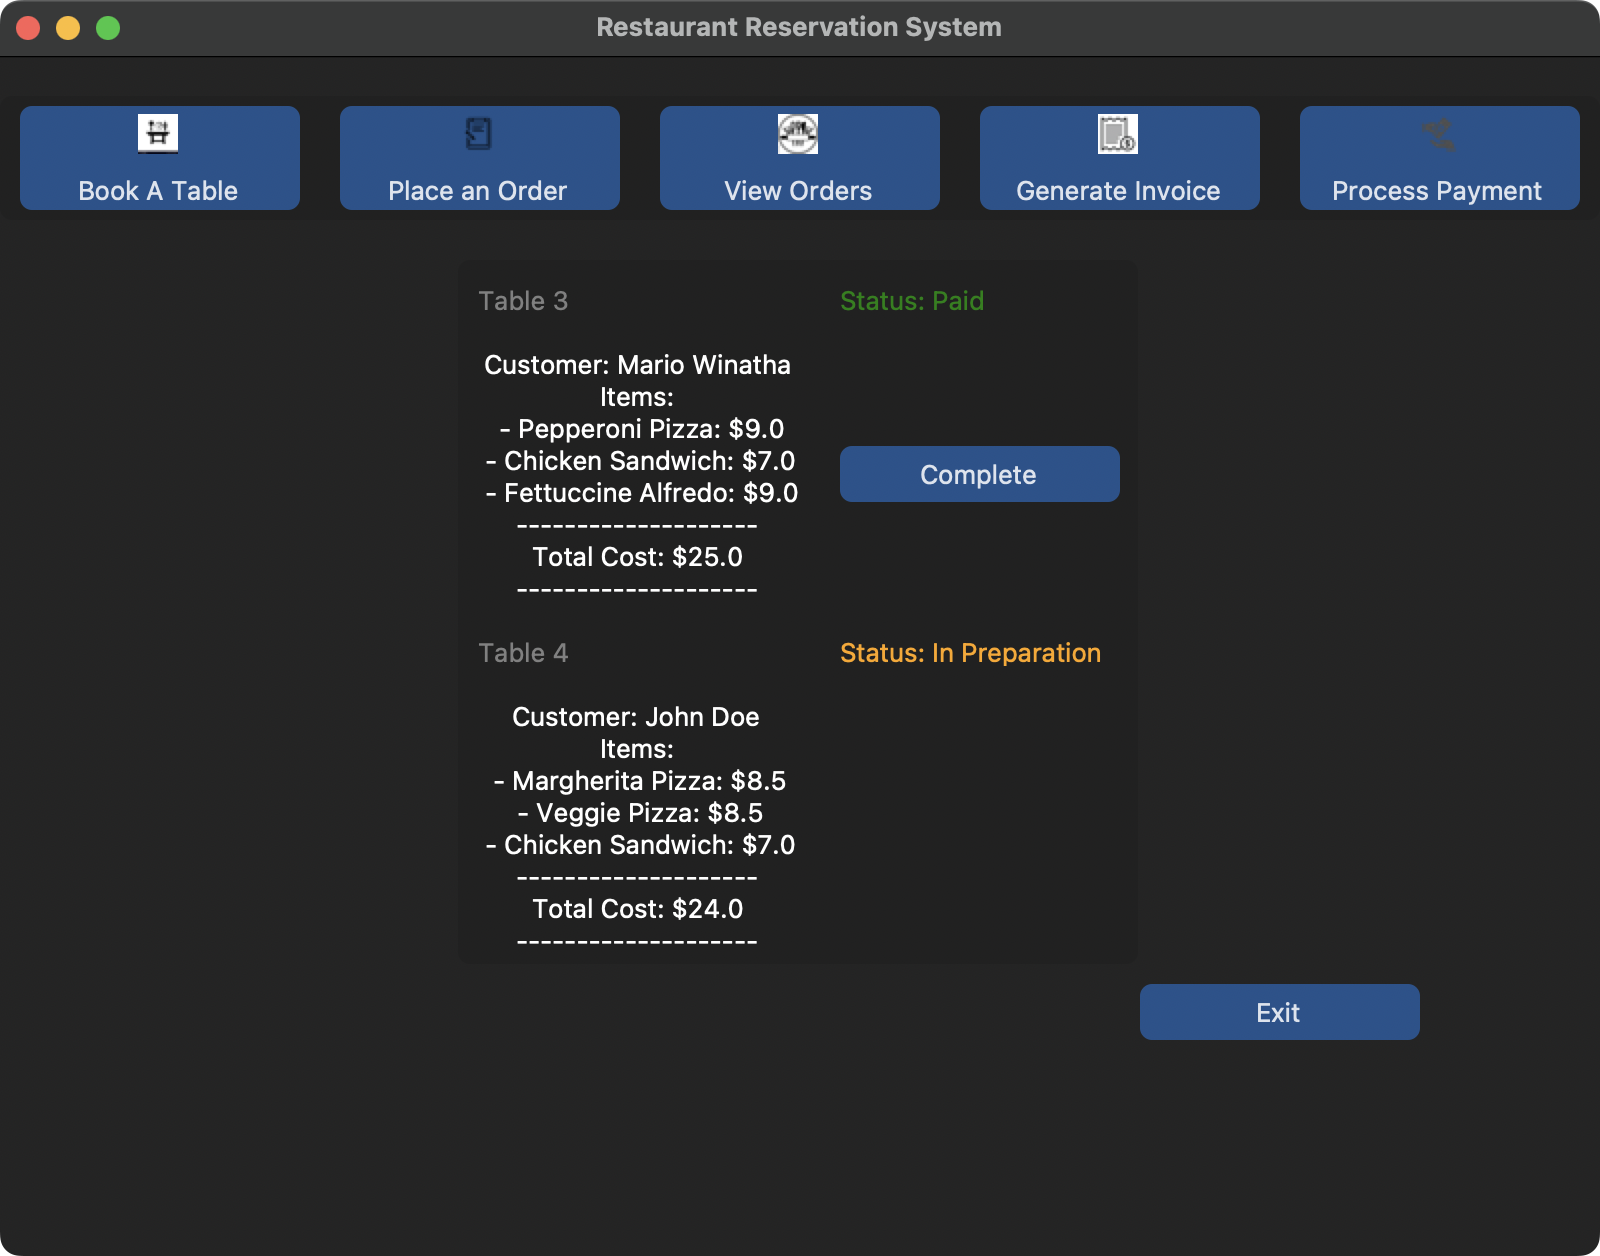 Restaurant Reservation System
Book A Table
Place an Order
View Orders
Generate Invoice
Process Payment
Table 3
Status: Paid
Customer: Mario Winatha
Items:
- Pepperoni Pizza: $9.0
- Chicken Sandwich: $7.0
- Fettuccine Alfredo: $9.0
--------------------
Total Cost: $25.0
--------------------
Complete
Table 4
Status: In Preparation
Customer: John Doe
Items:
- Margherita Pizza: $8.5
- Veggie Pizza: $8.5
- Chicken Sandwich: $7.0
--------------------
Total Cost: $24.0
--------------------
Exit